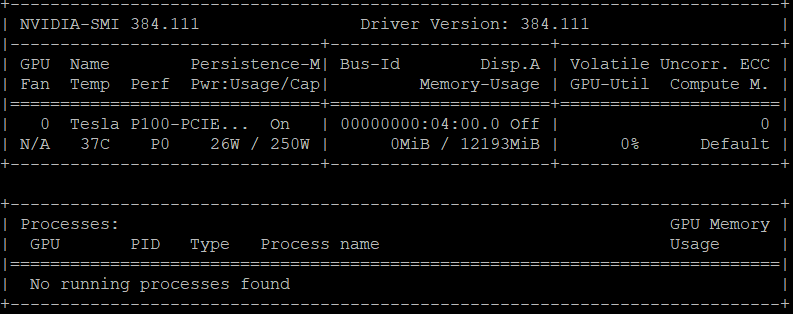 +-----------------------------------------------------------------------------+
| NVIDIA-SMI 384.111                Driver Version: 384.111                   |
|-------------------------------+----------------------+----------------------+
| GPU  Name        Persistence-M| Bus-Id        Disp.A | Volatile Uncorr. ECC |
| Fan  Temp  Perf  Pwr:Usage/Cap|         Memory-Usage | GPU-Util  Compute M. |
|===============================+======================+======================|
|   0  Tesla P100-PCIE...  On   | 00000000:04:00.0 Off |                    0 |
| N/A   37C    P0    26W / 250W |      0MiB / 12193MiB |      0%      Default |
+-------------------------------+----------------------+----------------------+

+-----------------------------------------------------------------------------+
| Processes:                                                       GPU Memory |
|  GPU       PID   Type   Process name                             Usage      |
|=============================================================================|
|  No running processes found                                                 |
+-----------------------------------------------------------------------------+